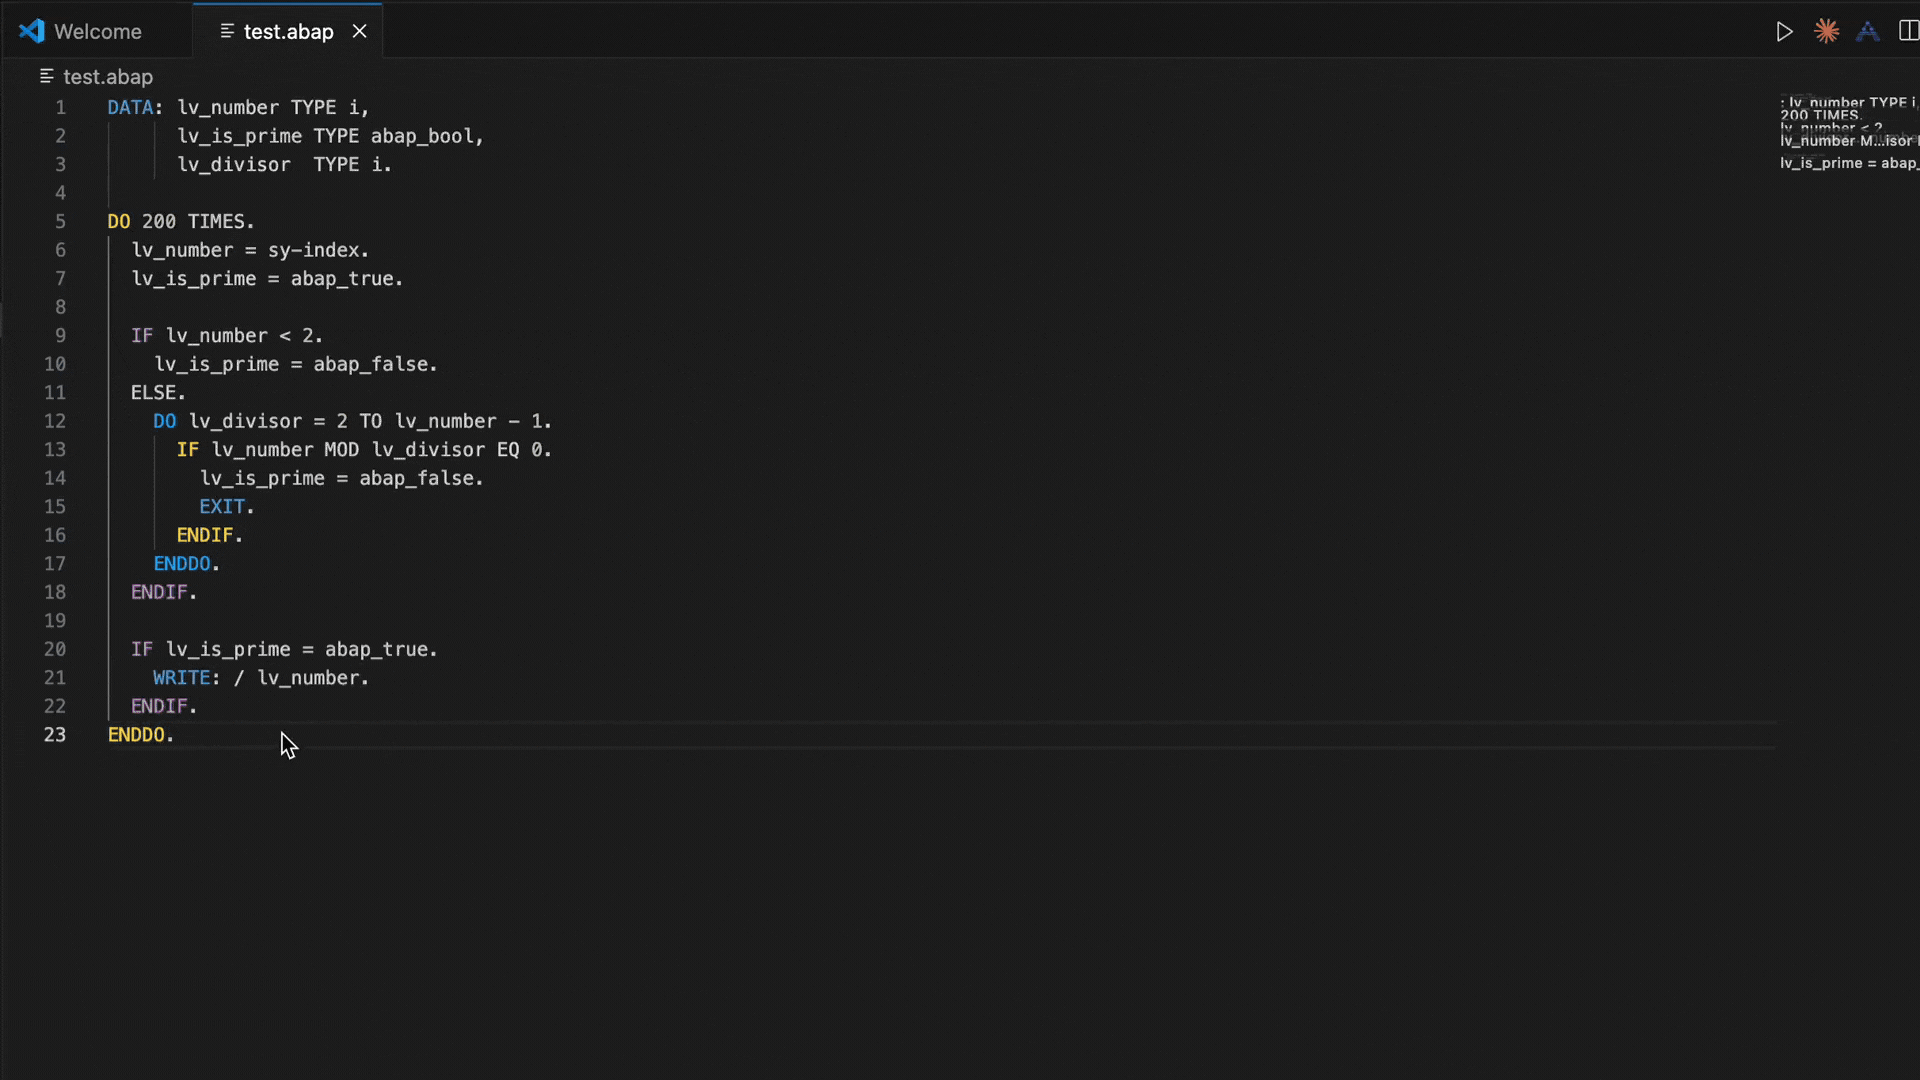 Welcome
test.abap
test.abap
1 DATA: lv_number TYPE i,
2 lv_is_prime TYPE abap_bool,
3 lv_divisor  TYPE i.
4
5 DO 200 TIMES.
6 lv_number = sy-index.
7 lv_is_prime = abap_true.
8
9 IF lv_number < 2.
10 lv_is_prime = abap_false.
11 ELSE.
12 DO lv_divisor = 2 TO lv_number - 1.
13 IF lv_number MOD lv_divisor EQ 0.
14 lv_is_prime = abap_false.
15 EXIT.
16 ENDIF.
17 ENDDO.
18 ENDIF.
19
20 IF lv_is_prime = abap_true.
21 WRITE: / lv_number.
22 ENDIF.
23 ENDDO.
: lv_number TYPE i,
200 TIMES.
lv_number < 2.
lv_number M...isor
lv_is_prime = abap_